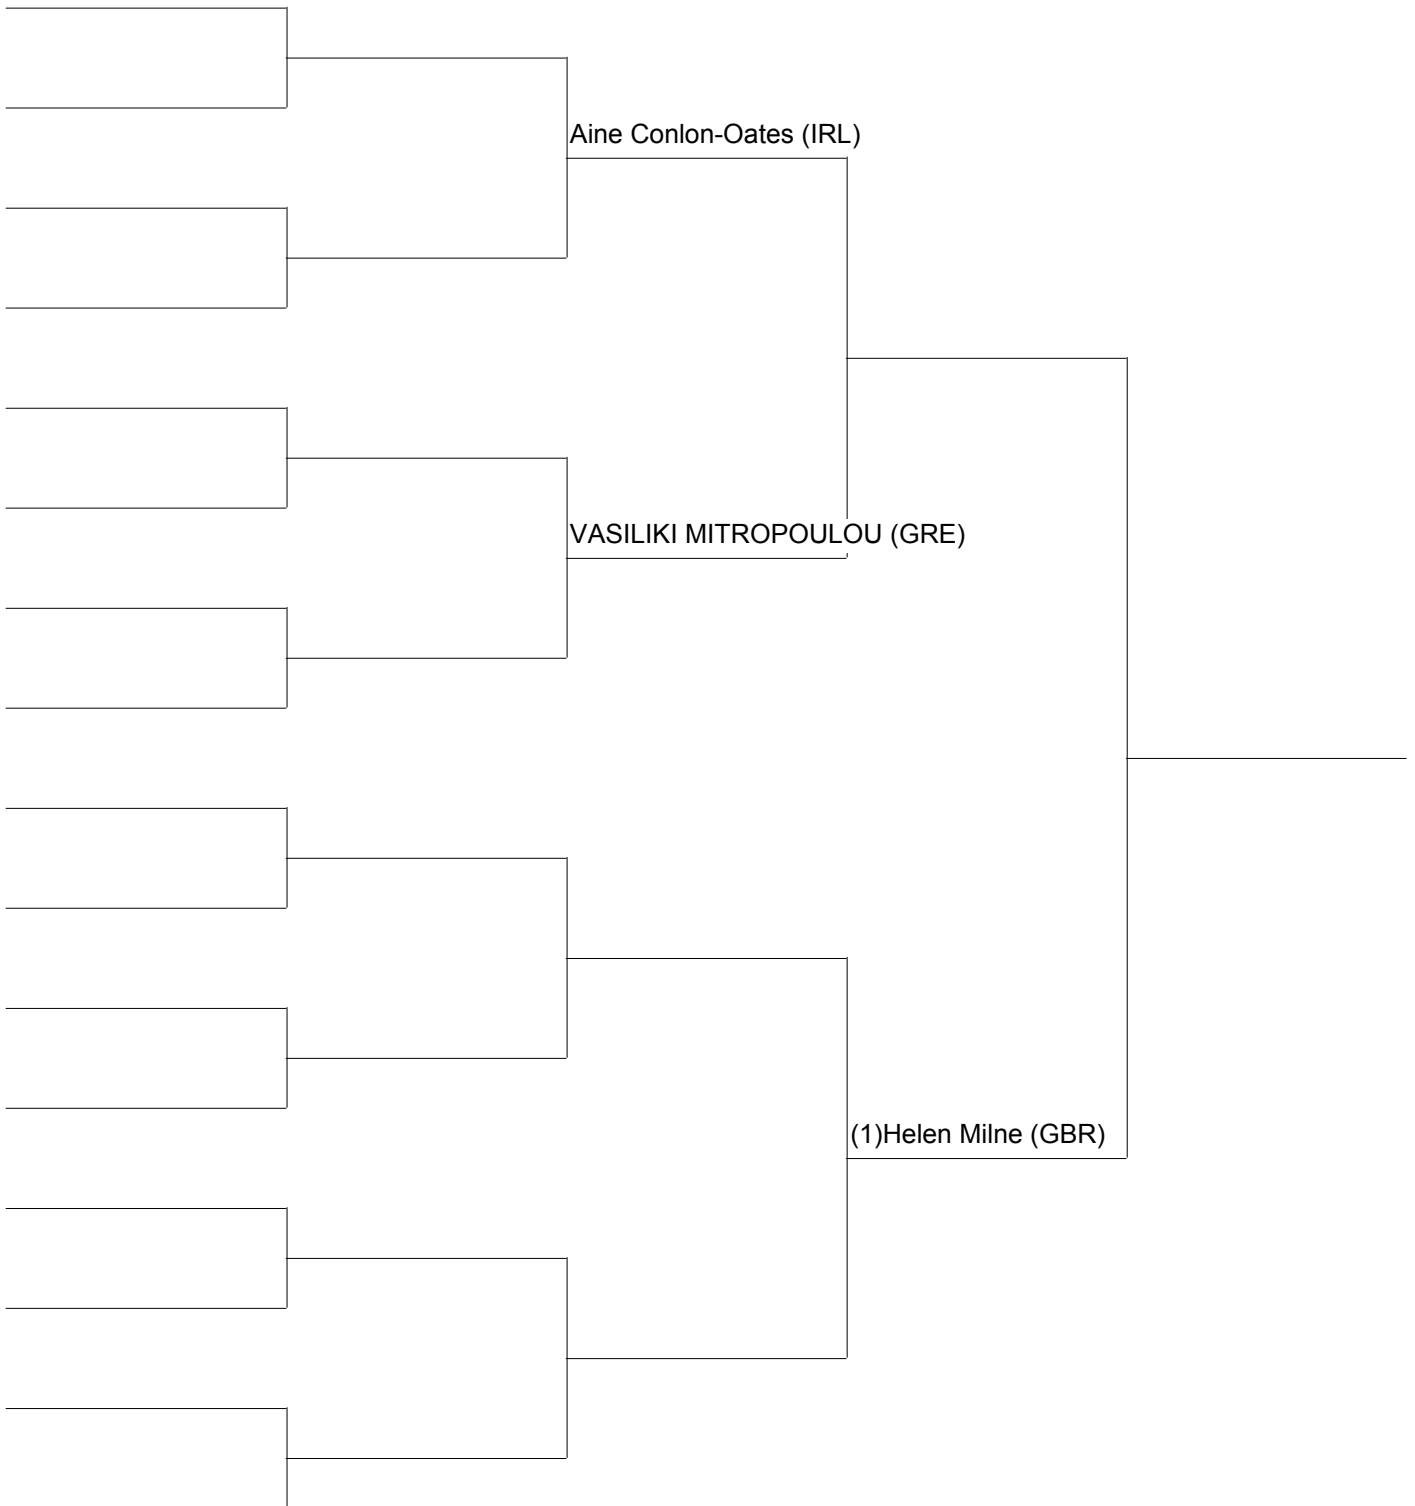 Aine Conlon-Oates (IRL)
VASILIKI MITROPOULOU (GRE)
(1)Helen Milne (GBR)